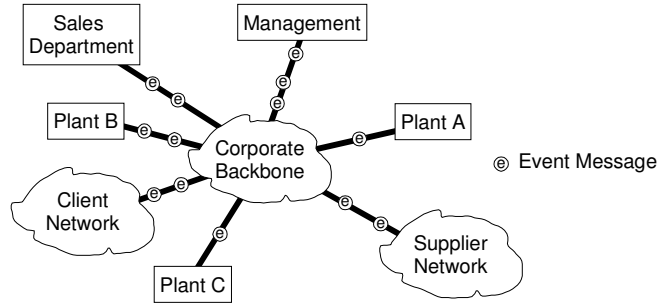 Sales
Department
Management
e
e
e
e
e
Plant B
e
e
Corporate
Backbone
e
Plant A
e Event Message
Client
Network
e
e
e
Plant C
e
e
Supplier
Network